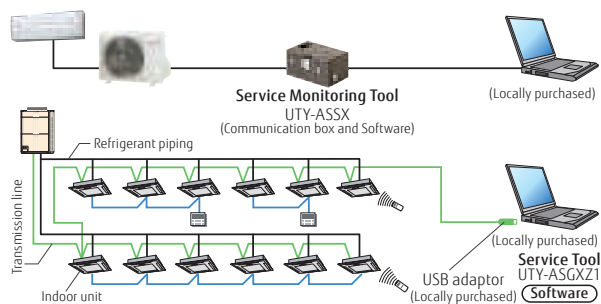 Service Monitoring Tool
UTY-ASSX
(Communication box and Software)
(Locally purchased)
Refrigerant piping
Transmission line
Indoor unit
USB adaptor
(Locally purchased)
(Locally purchased)
Service Tool
UTY-ASGXZ1
Software